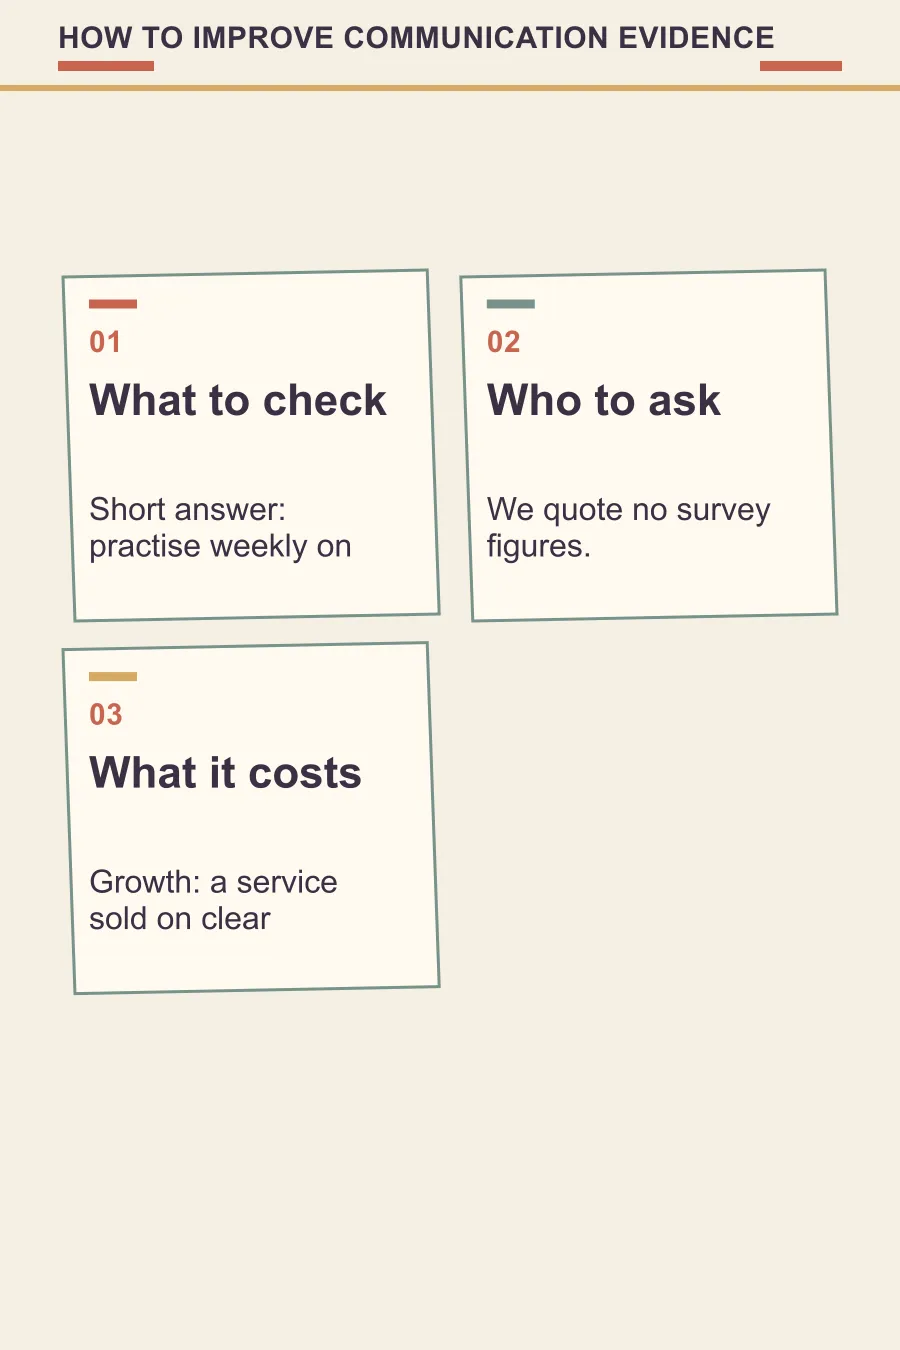 HOW TO IMPROVE COMMUNICATION EVIDENCE
01
What to check
Short answer:
practise weekly on
02
Who to ask
We quote no survey
figures.
03
What it costs
Growth: a service
sold on clear